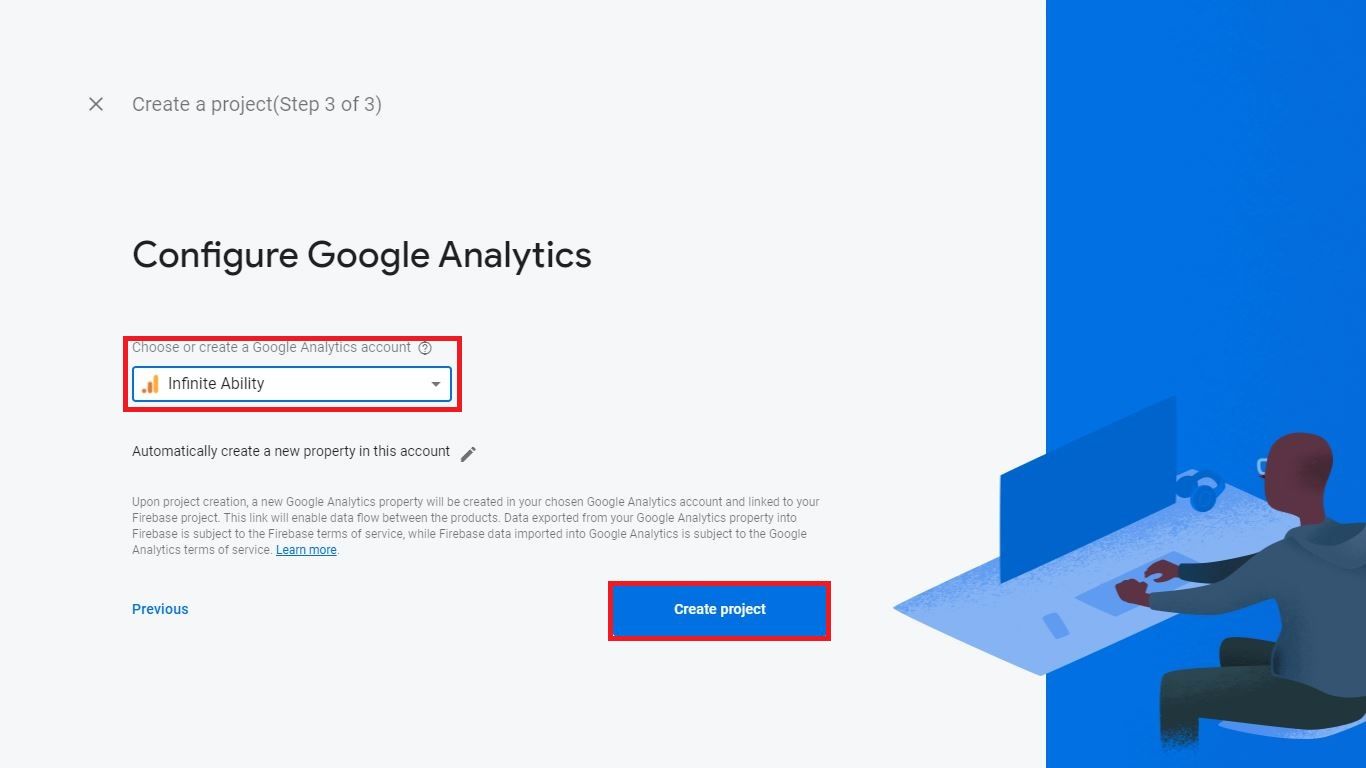 Create a project(Step 3 of 3)
Configure Google Analytics
Choose or create a Google Analytics account
Infinite Ability
Automatically create a new property in this account
Upon project creation, a new Google Analytics property will be created in your chosen Google Analytics account and linked to your
Firebase project. This link will enable data flow between the products. Data exported from your Google Analytics property into
Firebase is subject to the Firebase terms of service, while Firebase data imported into Google Analytics is subject to the Google
Analytics terms of service. Learn more.
Previous
Create project